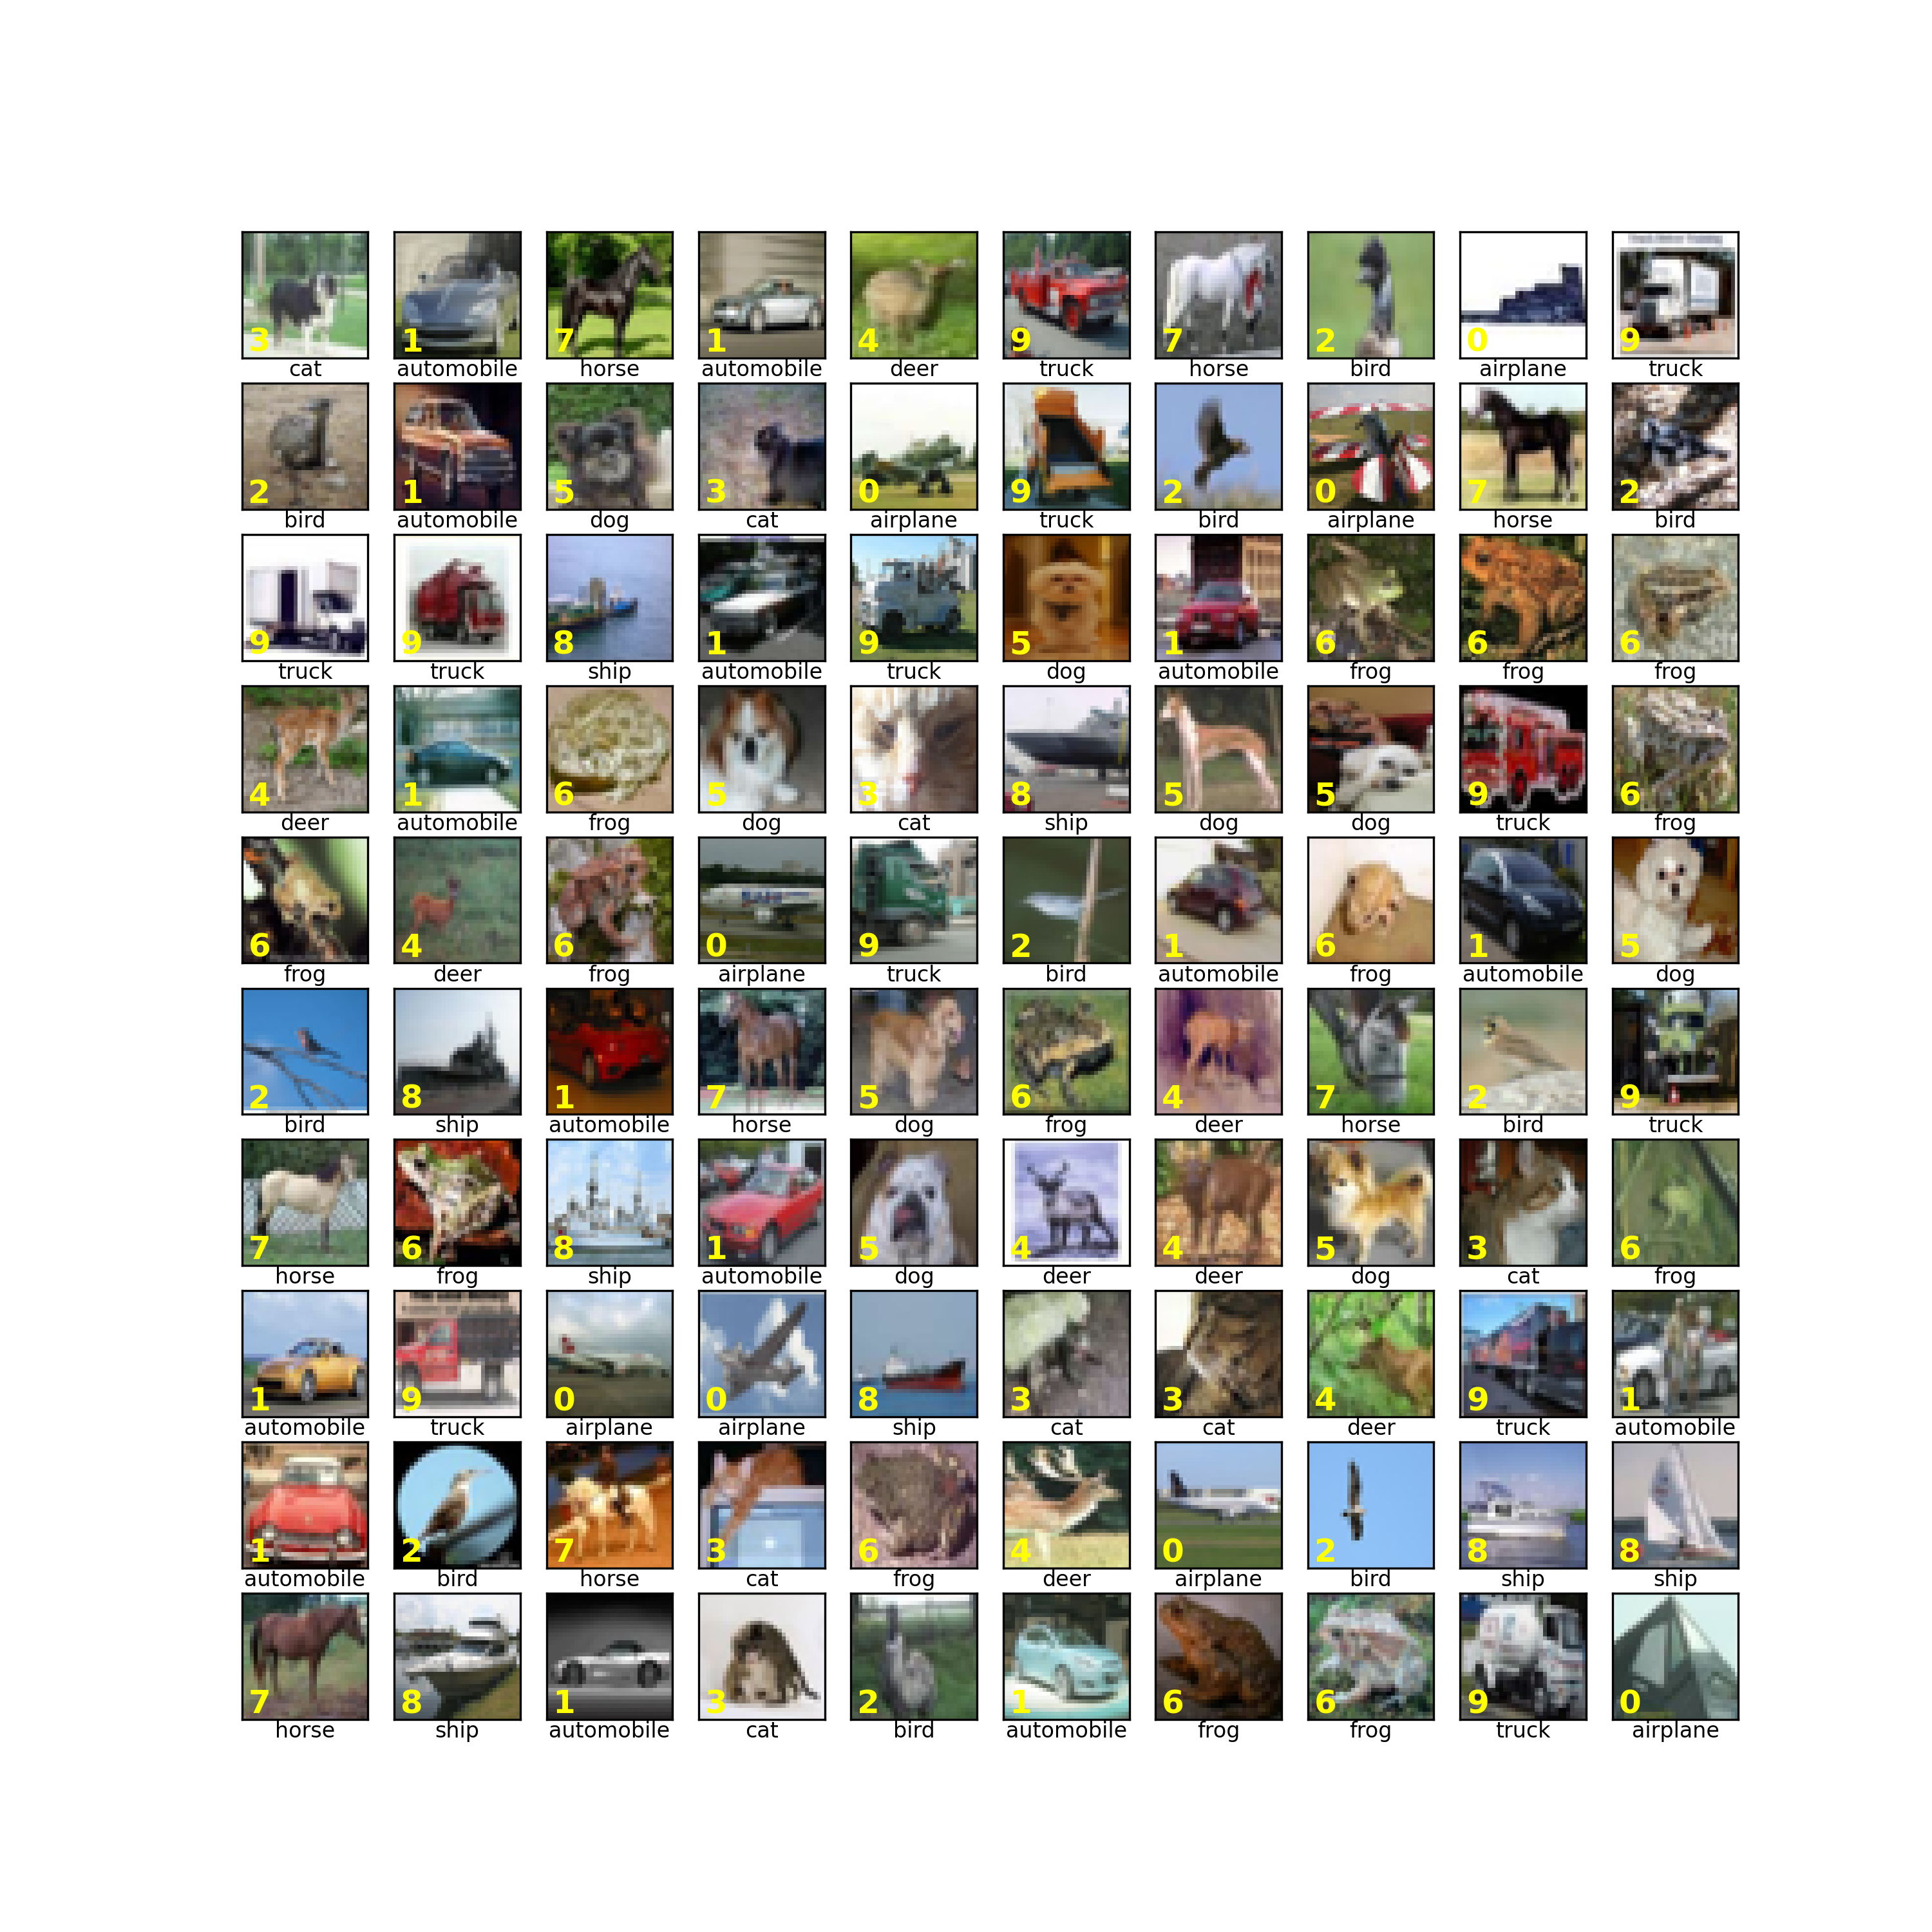 3 1 7 1 4 9 7 2 0 9
cat automobile horse automobile deer truck horse bird airplane truck
2 1 5 3 0 9 2 0 7 2
bird automobile dog cat airplane truck bird airplane horse bird
9 9 8 1 9 5 1 6 6 6
truck truck ship automobile truck dog automobile frog frog frog
4 1 6 5 3 8 5 5 9 6
deer automobile frog dog cat ship dog dog truck frog
6 4 6 0 9 2 1 6 1 5
frog deer frog airplane truck bird automobile frog automobile dog
2 8 1 7 5 6 4 7 2 9
bird ship automobile horse dog frog deer horse bird truck
7 6 8 1 5 4 4 5 3 6
horse frog ship automobile dog deer deer dog cat frog
1 9 0 0 8 3 3 4 9 1
automobile truck airplane airplane ship cat cat deer truck automobile
1 2 7 3 6 4 0 2 8 8
automobile bird horse cat frog deer airplane bird ship ship
7 8 1 3 2 1 6 6 9 0
horse ship automobile cat bird automobile frog frog truck airplane